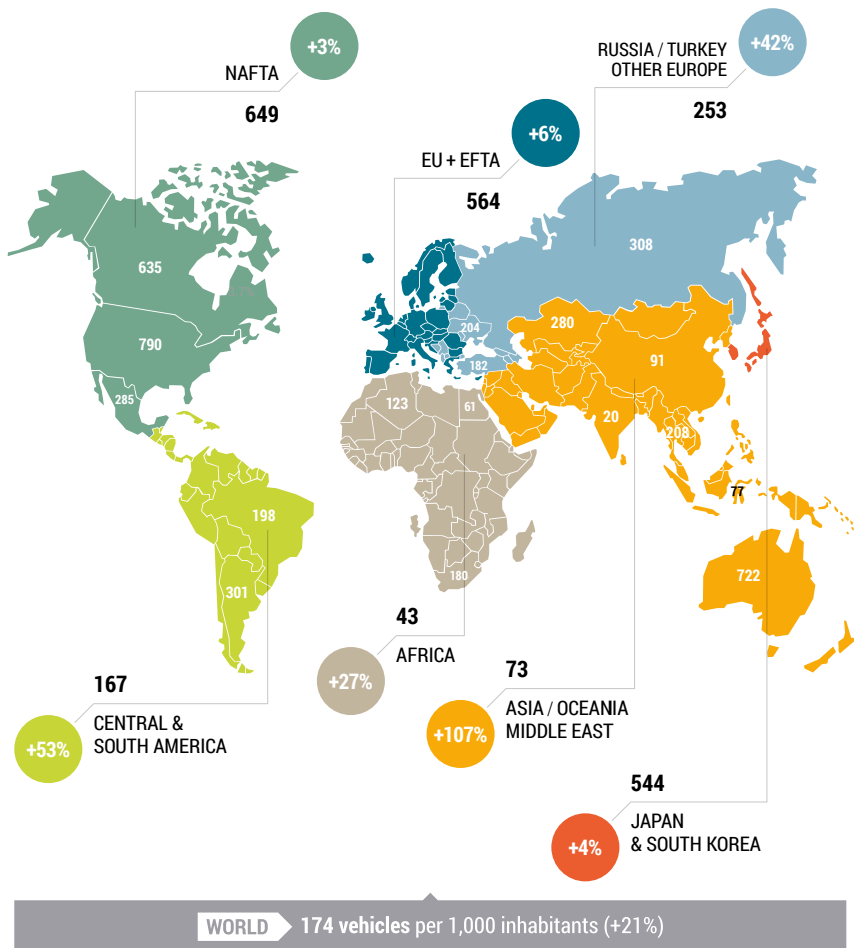 +3%
NAFTA
649
+42%
RUSSIA / TURKEY
OTHER EUROPE
253
+6%
EU + EFTA
564
635
790
285
308
204
182
280
91
20
208
77
722
123
61
180
198
301
43
AFRICA
+27%
167
CENTRAL &
SOUTH AMERICA
+53%
73
ASIA / OCEANIA
MIDDLE EAST
+107%
544
JAPAN
& SOUTH KOREA
+4%
WORLD 174 vehicles per 1,000 inhabitants (+21%)